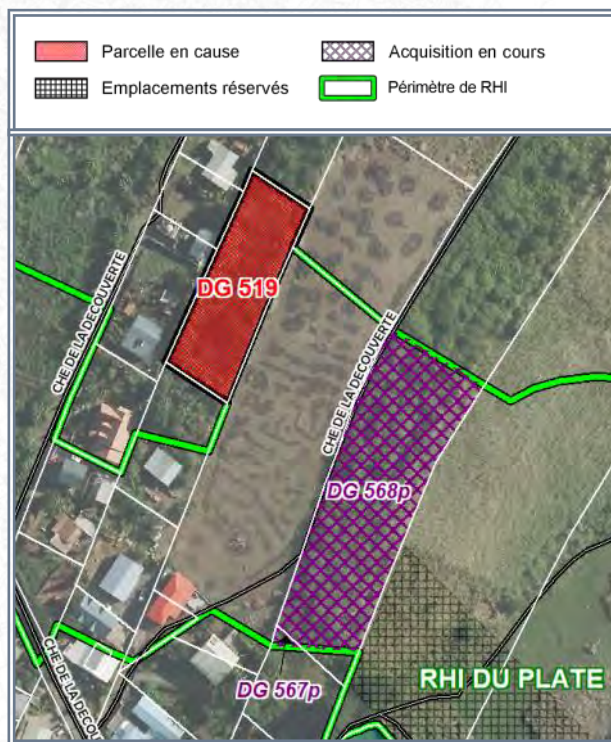 Parcelle en cause
Acquisition en cours
Emplacements réservés
Périmètre de RHI
DG 519
CHE DE LA DECOUVERTE
CHE DE LA DECOUVERTE
DG 568p
RHI DU PLATE
CHE DE LA DECOU
DG 567p